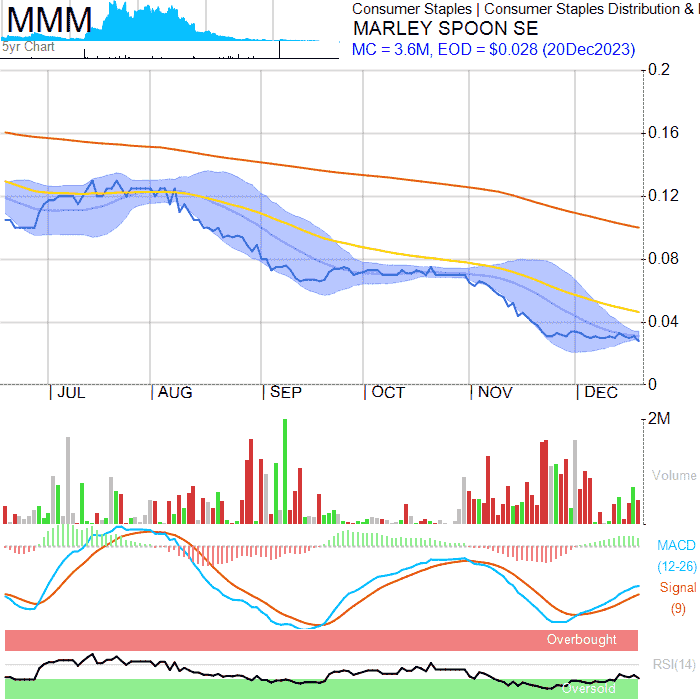 MMM
5yr Chart
Consumer Staples | Consumer Staples Distribution &
MARLEY SPOON SE
MC = 3.6M, EOD = $0.028 (20Dec2023)
0.2
0.16
0.12
0.08
0.04
0
JUL AUG SEP OCT NOV DEC
2M
Volume
MACD
(12-26)
Signal
(9)
Overbought
RSI(14)
Oversold